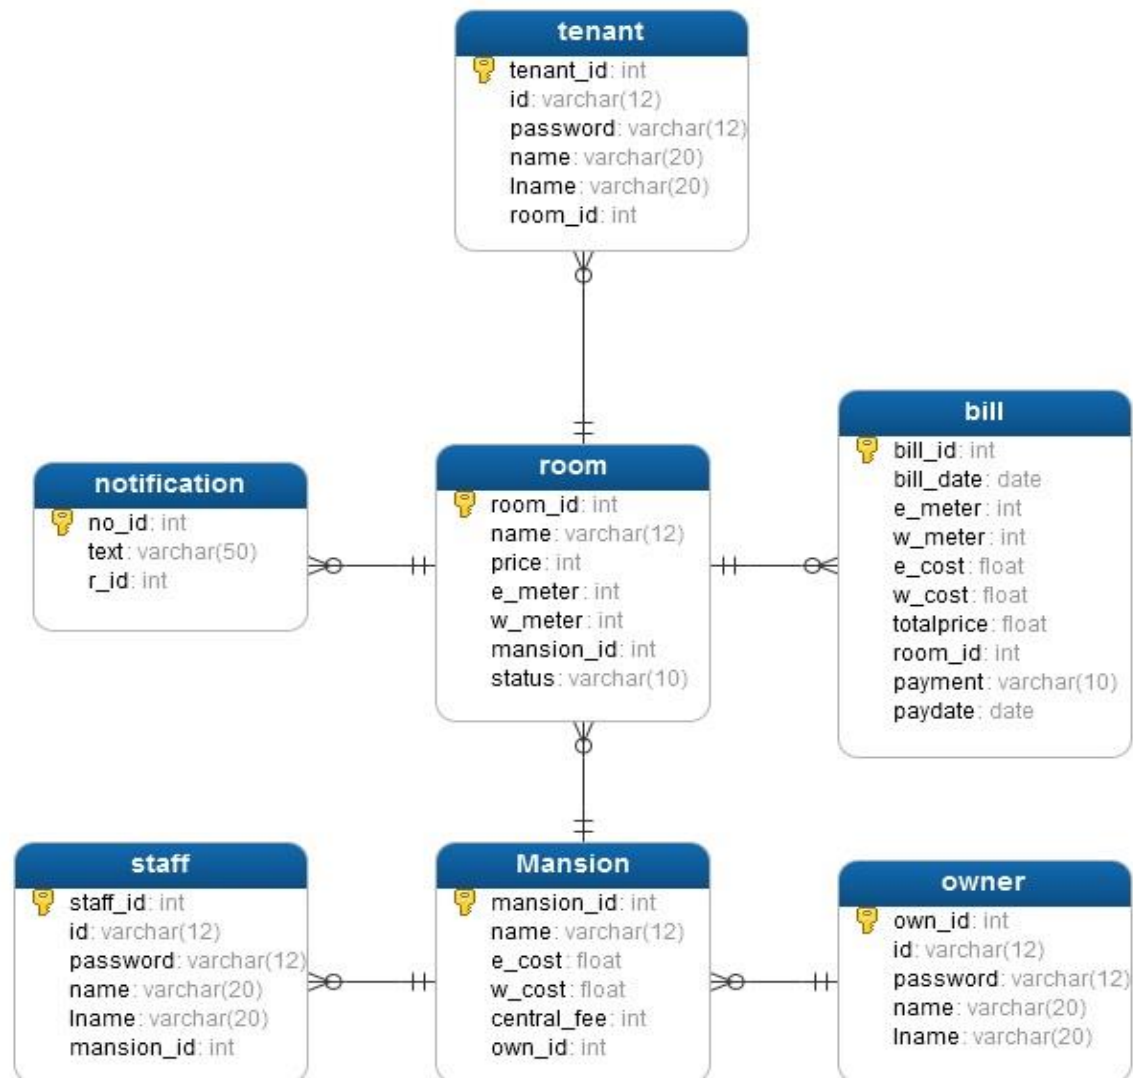 tenant
tenant_id: int
id: varchar(12)
password: varchar(12)
name: varchar(20)
lname: varchar(20)
room_id: int
bill
bill_id: int
bill_date: date
e_meter: int
w_meter: int
e_cost: float
w_cost: float
totalprice: float
room_id: int
payment: varchar(10)
paydate: date
room
room_id: int
name: varchar(12)
price: int
e_meter: int
w_meter: int
mansion_id: int
status: varchar(10)
notification
no_id: int
text: varchar(50)
r_id: int
staff
staff_id: int
id: varchar(12)
password: varchar(12)
name: varchar(20)
lname: varchar(20)
mansion_id: int
Mansion
mansion_id: int
name: varchar(12)
e_cost: float
w_cost: float
central_fee: int
own_id: int
owner
own_id: int
id: varchar(12)
password: varchar(12)
name: varchar(20)
lname: varchar(20)